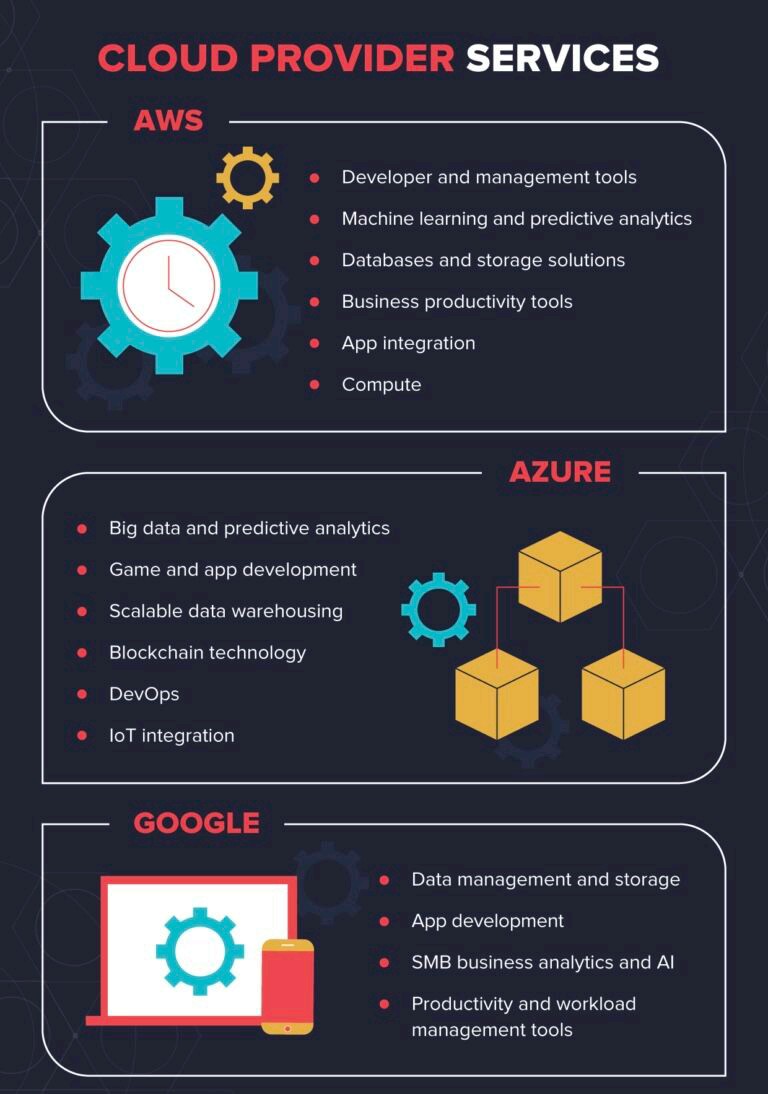 CLOUD PROVIDER SERVICES
AWS
Developer and management tools
Machine learning and predictive analytics
Databases and storage solutions
Business productivity tools
App integration
Compute
AZURE
Big data and predictive analytics
Game and app development
Scalable data warehousing
Blockchain technology
DevOps
IoT integration
GOOGLE
Data management and storage
App development
SMB business analytics and AI
Productivity and workload
management tools